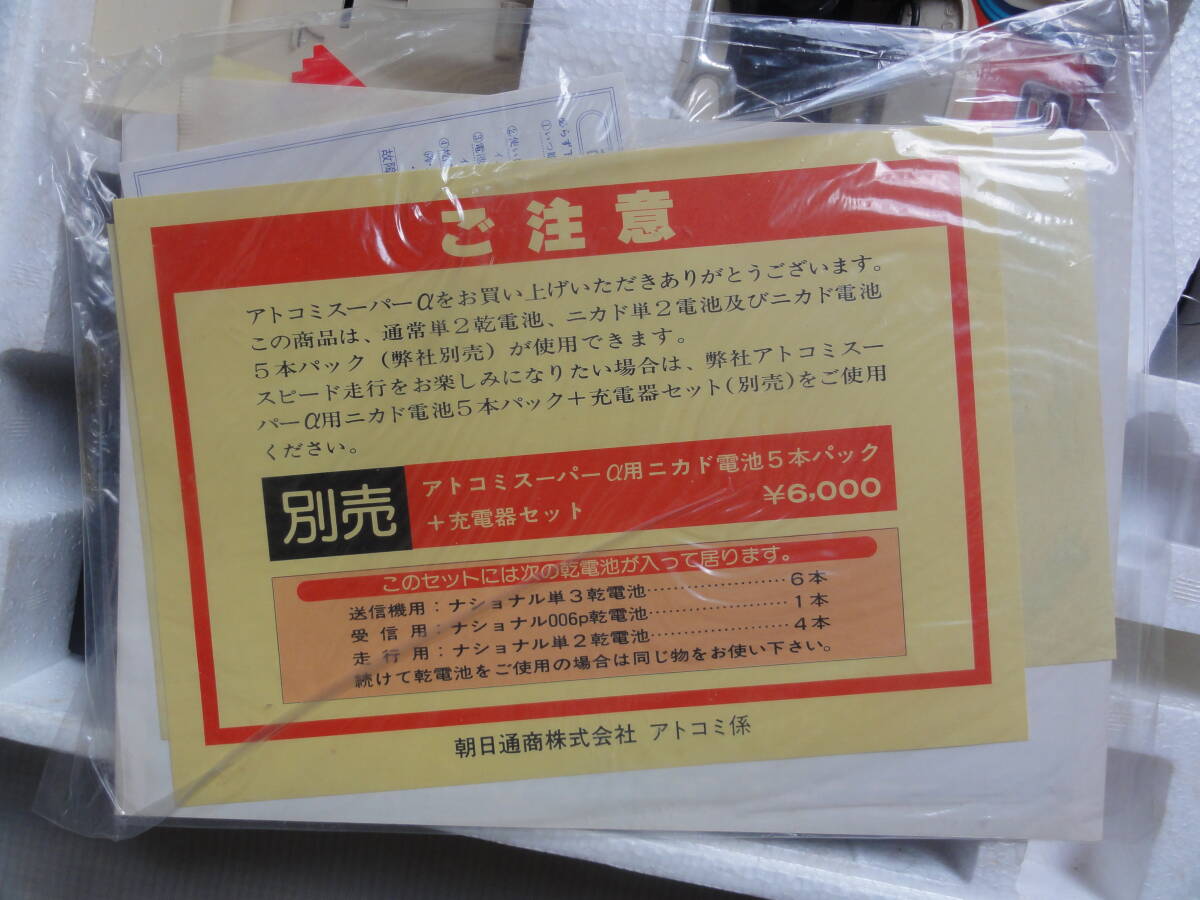 ご注意
アトコミスーパーαをお買い上げいただきありがとうございます。
この商品は、通常単2乾電池、ニカド単2電池及びニカド電池
5本パック(弊社別売)が使用できます。
スピード走行をお楽しみになりたい場合は、弊社アトコミスー
パーα用ニカド電池5本パック+充電器セット(別売)をご使用
ください。
別売
アトコミスーパーα用ニカド電池5本パック
+充電器セット ¥6,000
このセットには次の乾電池が入って居ります。
送信機用:ナショナル単3乾電池……………………6本
受信用:ナショナル006p乾電池……………………1本
走行用:ナショナル単2乾電池……………………4本
続けて乾電池をご使用の場合は同じ物をお使い下さい。
朝日通商株式会社 アトコミ係